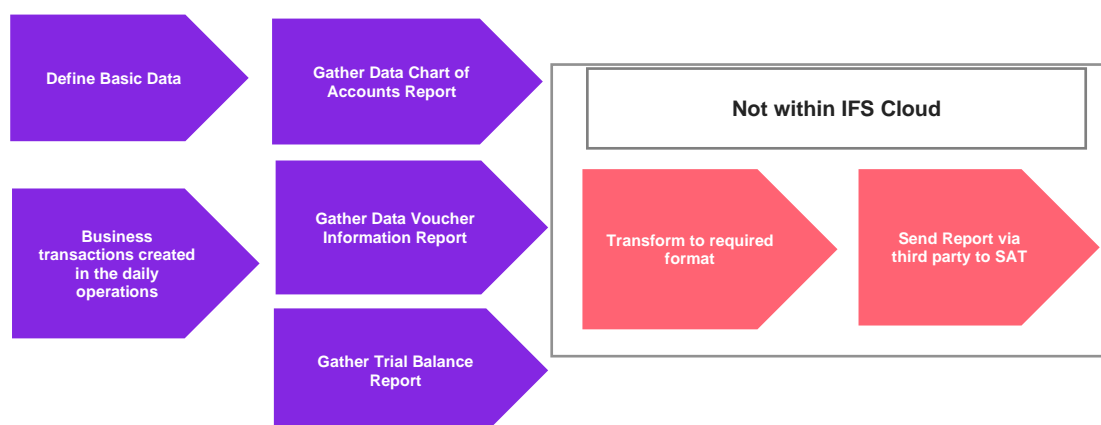 Define Basic Data
Gather Data Chart of
Accounts Report
Not within IFS Cloud
Business
transactions created
in the daily
operations
Gather Data Voucher
Information Report
Transform to required
format
Send Report via
third party to SAT
Gather Trial Balance
Report